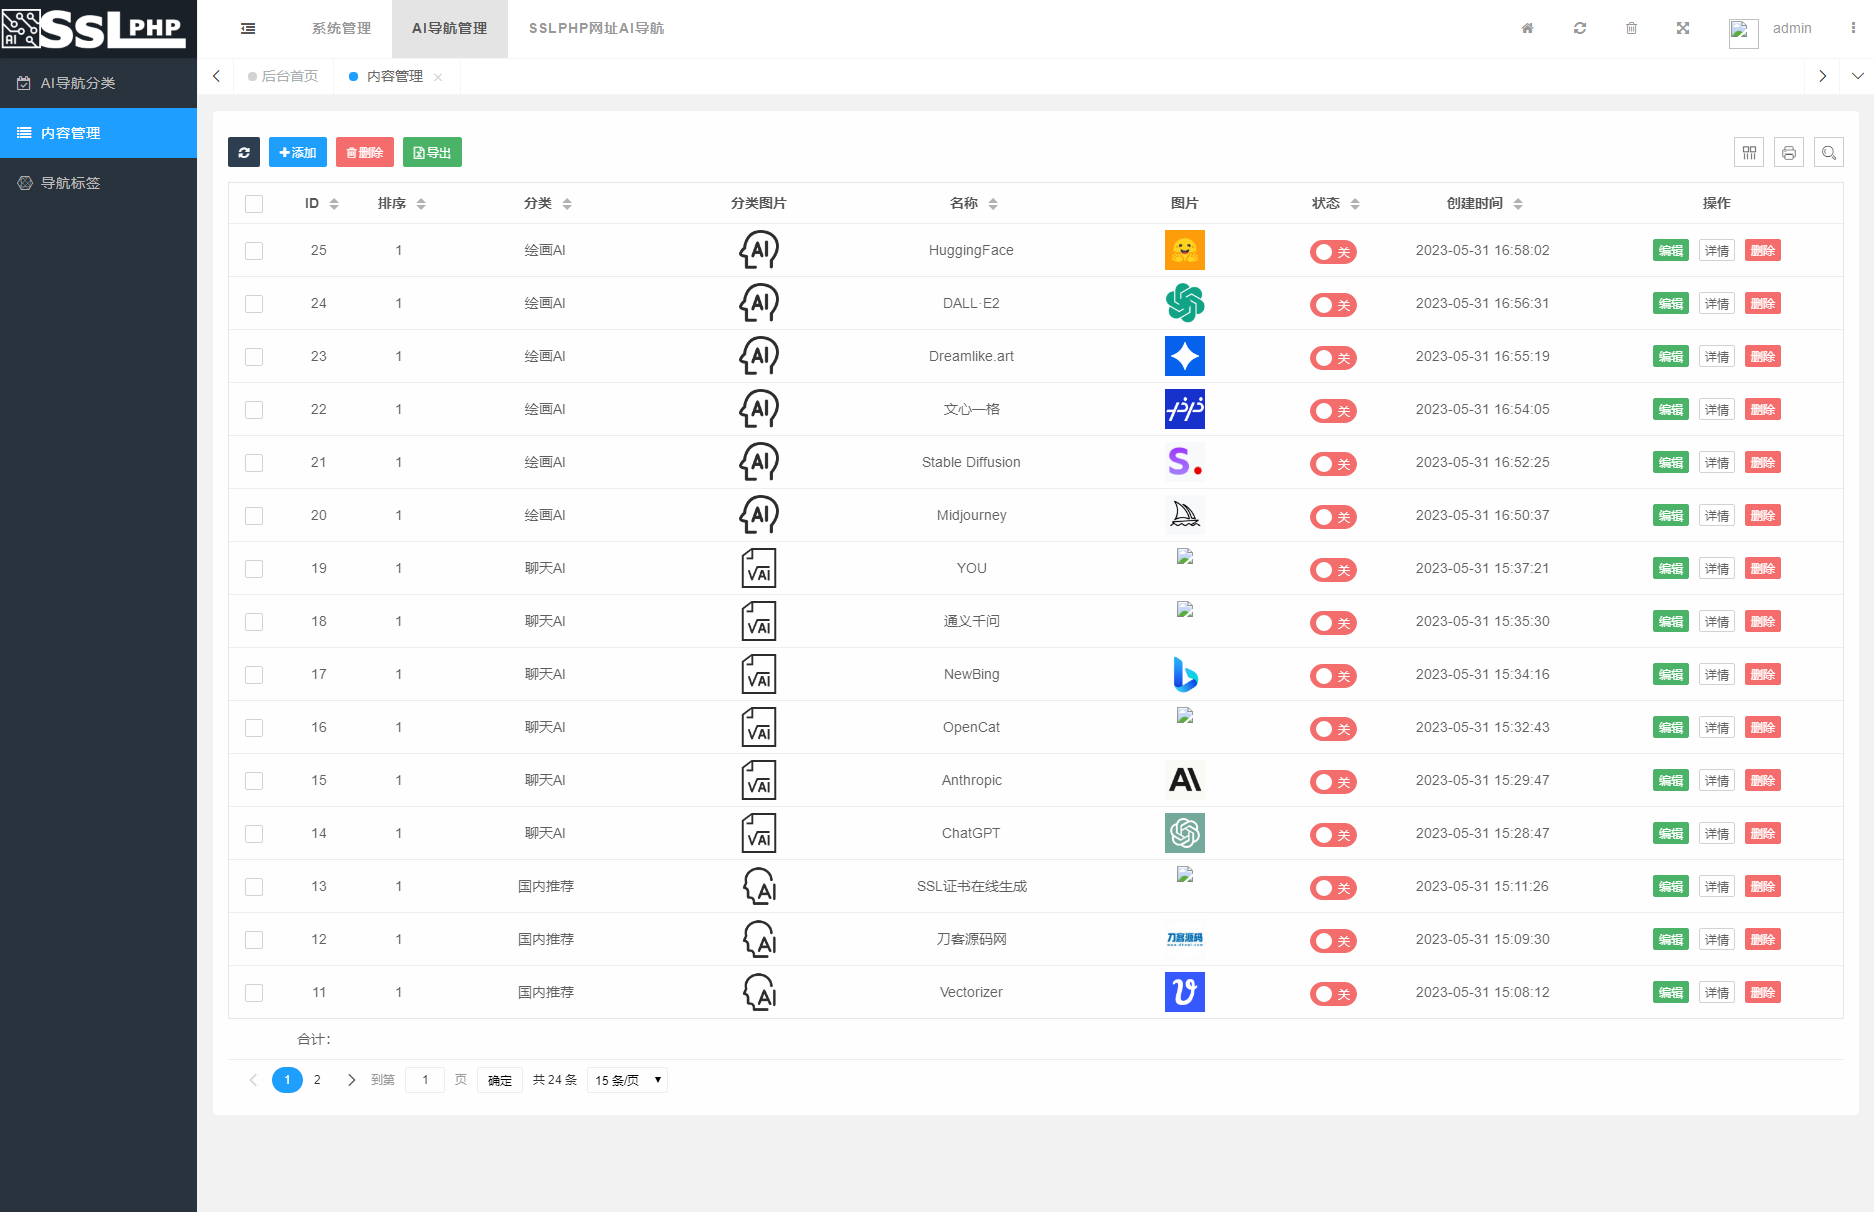 AI SSLPHP
系统管理 AI导航管理 SSLPHP网址AI导航 admin
AI导航分类
内容管理
导航标签
后台首页 内容管理
添加 删除 导出
ID 排序 分类 分类图片 名称 图片 状态 创建时间 操作
25 1 绘画AI AI HuggingFace 关 2023-05-31 16:58:02 编辑 详情 删除
24 1 绘画AI AI DALL·E2 关 2023-05-31 16:56:31 编辑 详情 删除
23 1 绘画AI AI Dreamlike.art 关 2023-05-31 16:55:19 编辑 详情 删除
22 1 绘画AI AI 文心一格 关 2023-05-31 16:54:05 编辑 详情 删除
21 1 绘画AI AI Stable Diffusion S. 关 2023-05-31 16:52:25 编辑 详情 删除
20 1 绘画AI AI Midjourney 关 2023-05-31 16:50:37 编辑 详情 删除
19 1 聊天AI √AI YOU 关 2023-05-31 15:37:21 编辑 详情 删除
18 1 聊天AI √AI 通义千问 关 2023-05-31 15:35:30 编辑 详情 删除
17 1 聊天AI √AI NewBing 关 2023-05-31 15:34:16 编辑 详情 删除
16 1 聊天AI √AI OpenCat 关 2023-05-31 15:32:43 编辑 详情 删除
15 1 聊天AI √AI Anthropic A\ 关 2023-05-31 15:29:47 编辑 详情 删除
14 1 聊天AI √AI ChatGPT 关 2023-05-31 15:28:47 编辑 详情 删除
13 1 国内推荐 AI SSL证书在线生成 关 2023-05-31 15:11:26 编辑 详情 删除
12 1 国内推荐 AI 刀客源码网 刀客源码 关 2023-05-31 15:09:30 编辑 详情 删除
11 1 国内推荐 AI Vectorizer 关 2023-05-31 15:08:12 编辑 详情 删除
合计：
1 2 到第 1 页 确定 共 24 条 15 条/页